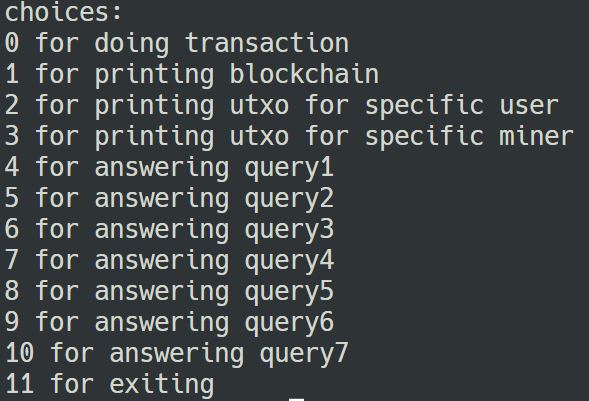 choices:
0 for doing transaction
1 for printing blockchain
2 for printing utxo for specific user
3 for printing utxo for specific miner
4 for answering query1
5 for answering query2
6 for answering query3
7 for answering query4
8 for answering query5
9 for answering query6
10 for answering query7
11 for exiting